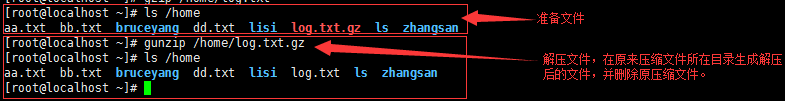 [root@localhost ~]# gzip /home/log.txt
[root@localhost ~]# ls /home
aa.txt bb.txt bruceyang dd.txt lisi log.txt.gz ls zhangsan
准备文件
[root@localhost ~]# gunzip /home/log.txt.gz
[root@localhost ~]# ls /home
aa.txt bb.txt bruceyang dd.txt lisi log.txt ls zhangsan
[root@localhost ~]#
解压文件，在原来压缩文件所在目录生成解压
后的文件，并删除原压缩文件。